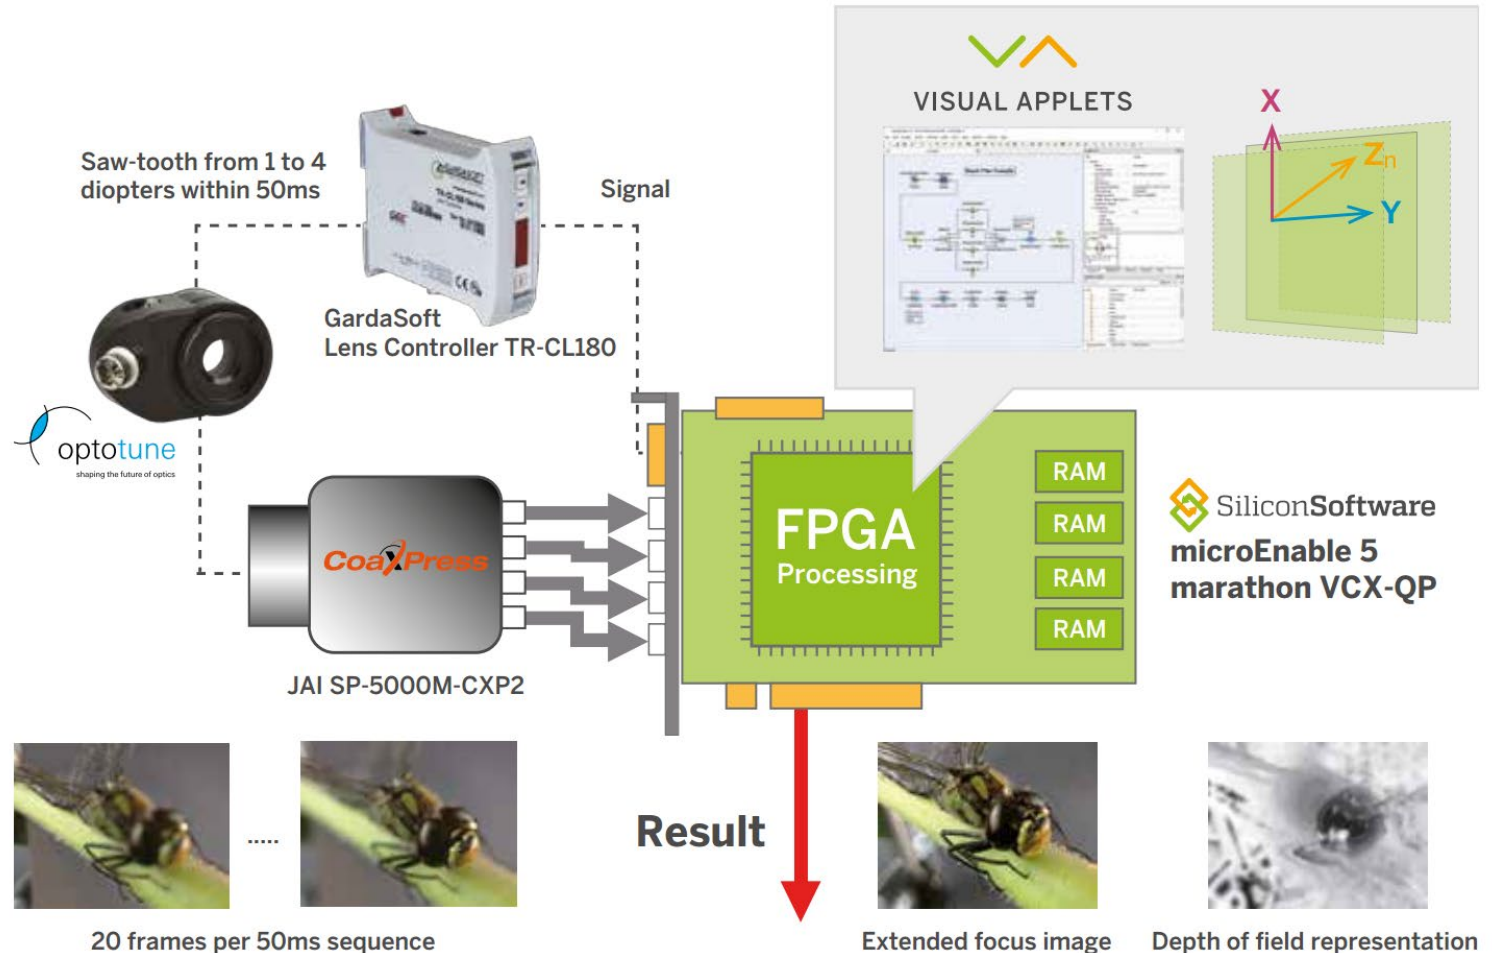 VISUAL APPLETS
X
Zn
Y
Saw-tooth from 1 to 4
diopters within 50ms
Signal
GardaSoft
Lens Controller TR-CL180
optotune
shaping the future of optics
CoaXPress
JAI SP-5000M-CXP2
FPGA
Processing
RAM
RAM
RAM
RAM
SiliconSoftware
microEnable 5
marathon VCX-QP
.....
Result
20 frames per 50ms sequence
Extended focus image
Depth of field representation